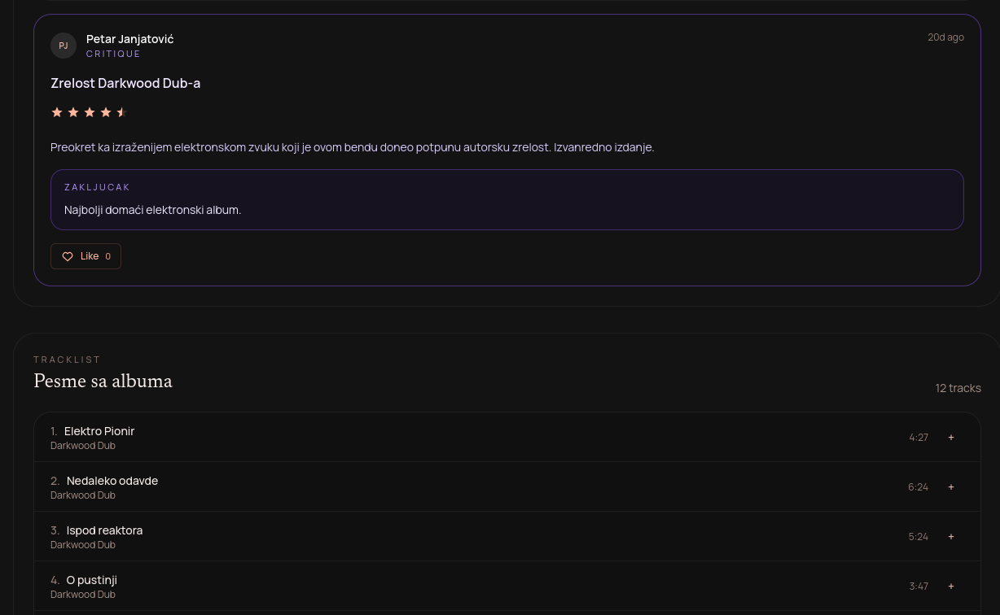 PJ
Petar Janjatović
20d ago
CRITIQUE
Zrelost Darkwood Dub-a
Preokret ka izraženijem elektronskom zvuku koji je ovom bendu doneo potpunu autorsku zrelost. Izvanredno izdanje.
ZAKLJUCAK
Najbolji domaći elektronski album.
Like 0
TRACKLIST
Pesme sa albuma
12 tracks
1. Elektro Pionir
Darkwood Dub
4:27 +
2. Nedaleko odavde
Darkwood Dub
6:24 +
3. Ispod reaktora
Darkwood Dub
5:24 +
4. O pustinji
Darkwood Dub
3:47 +